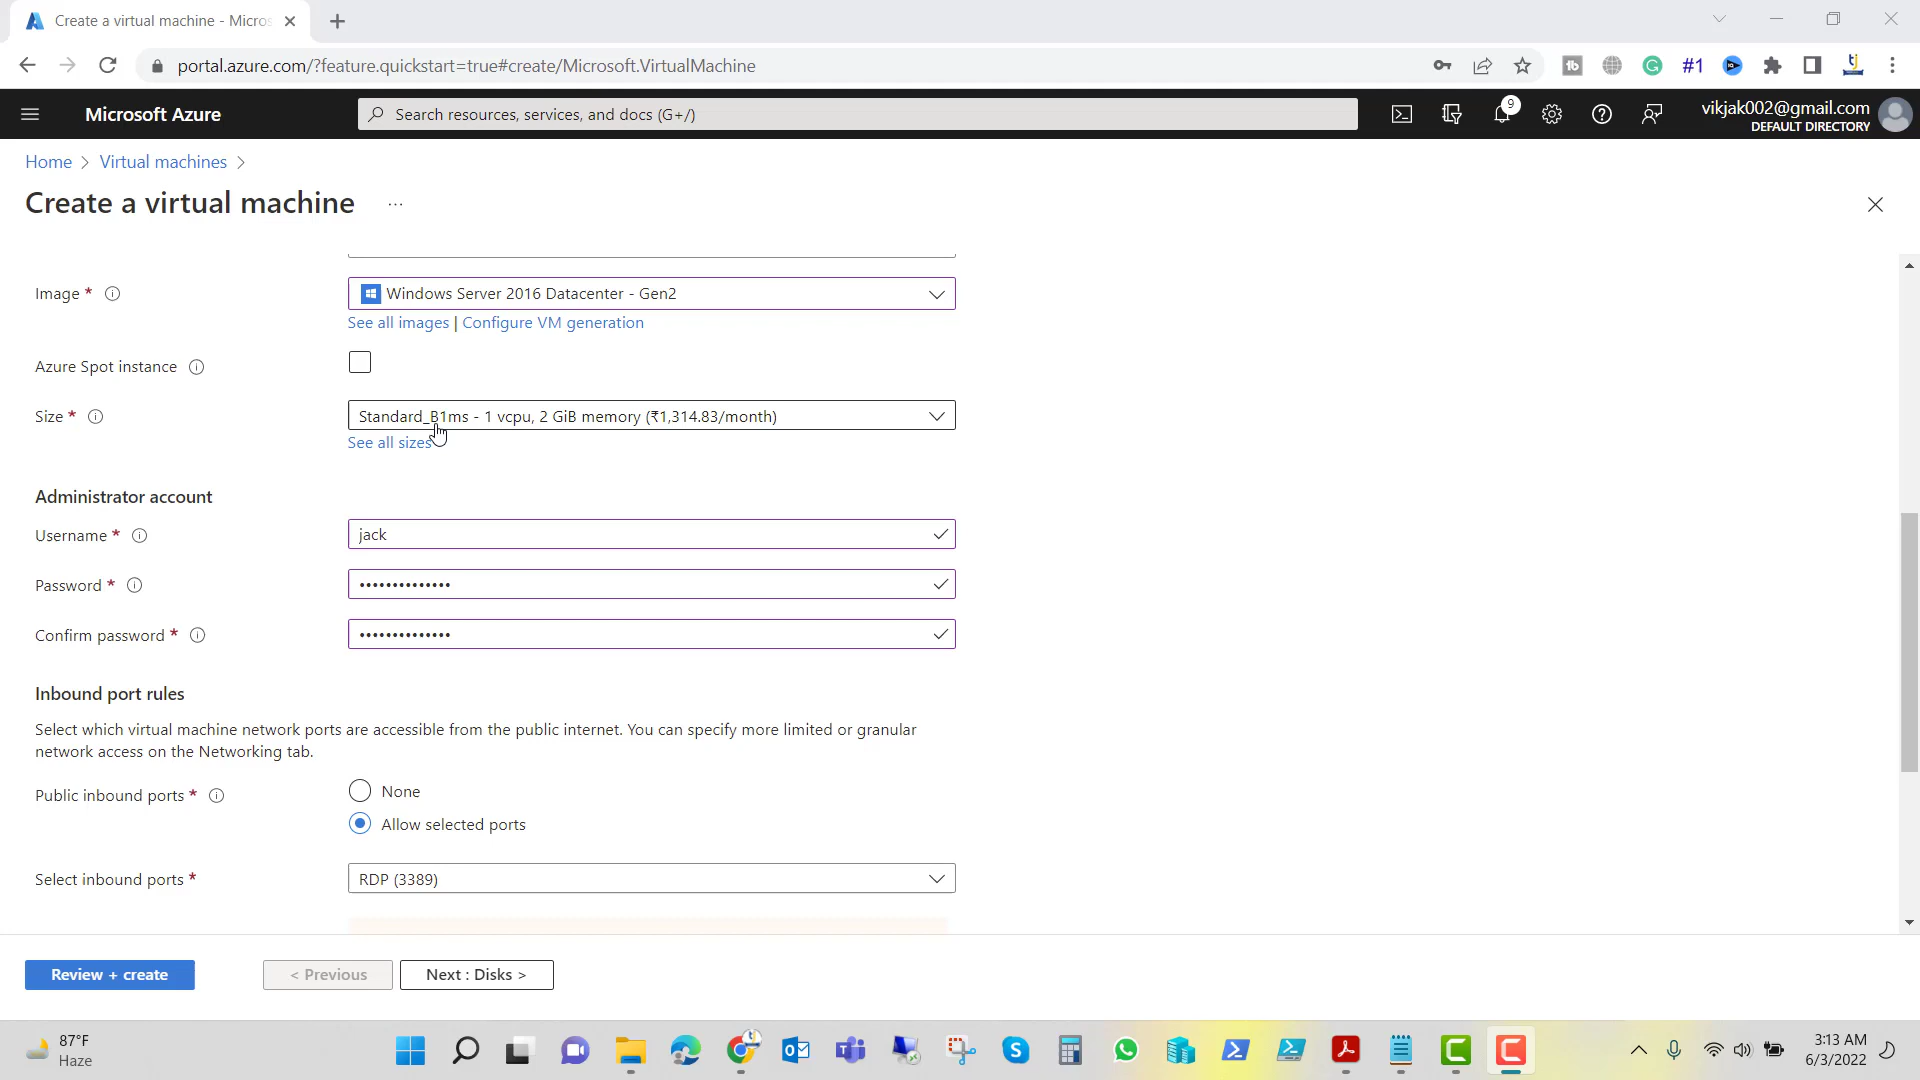 Create a virtual machine - Micros
portal.azure.com/?feature.quickstart=true#create/Microsoft.VirtualMachine
#1
tj
Microsoft Azure
Search resources, services, and docs (G+/)
9
vikjak002@gmail.com
DEFAULT DIRECTORY
Home > Virtual machines >
Create a virtual machine ...
Image *
Windows Server 2016 Datacenter - Gen2
See all images | Configure VM generation
Azure Spot instance
Size *
Standard_B1ms - 1 vcpu, 2 GiB memory (₹1,314.83/month)
See all sizes
Administrator account
Username *
jack
Password *
••••••••••••••
Confirm password *
••••••••••••••
Inbound port rules
Select which virtual machine network ports are accessible from the public internet. You can specify more limited or granular
network access on the Networking tab.
Public inbound ports *
None
Allow selected ports
Select inbound ports *
RDP (3389)
Review + create
< Previous
Next : Disks >
87°F
Haze
3:13 AM
6/3/2022